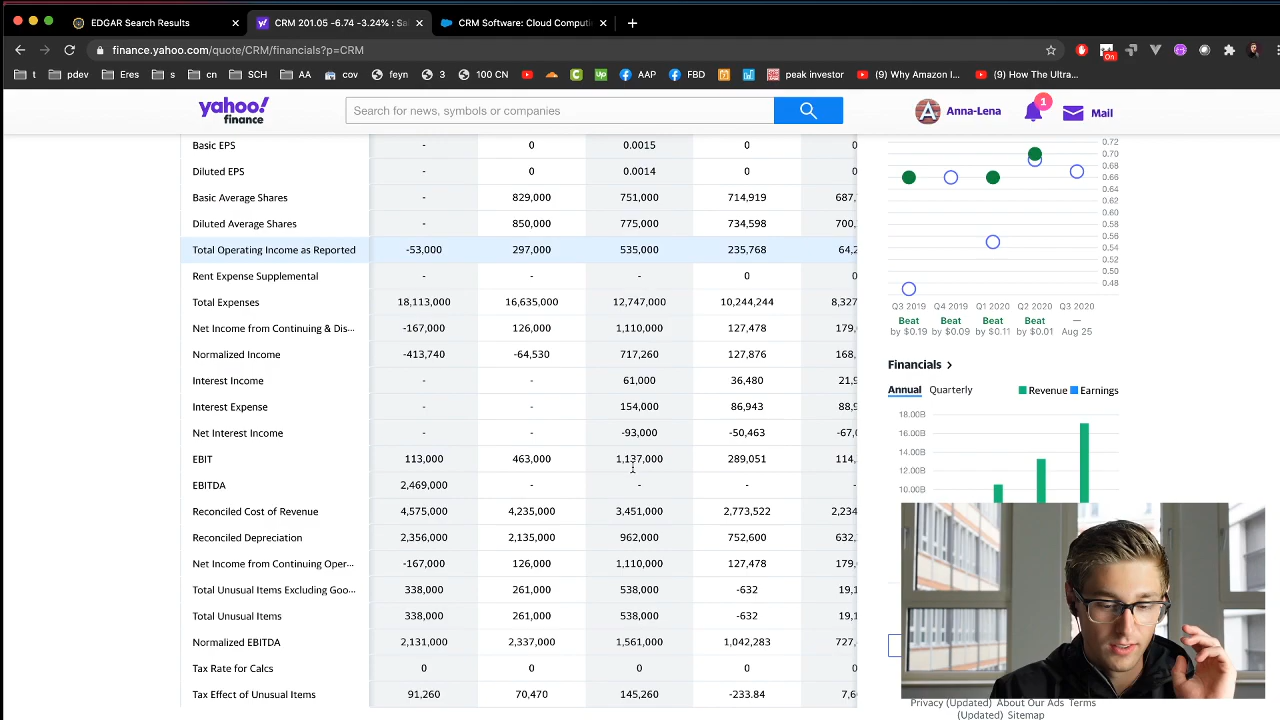 EDGAR Search Results
CRM 201.05 -6.74 -3.24% : Sa
CRM Software: Cloud Computi
finance.yahoo.com/quote/CRM/financials?p=CRM
On
t pdev Eres s cn SCH AA cov feyn 3 100 CN AAP FBD peak investor (9) Why Amazon I... (9) How The Ultra...
yahoo!
finance
Search for news, symbols or companies
1
A Anna-Lena
Mail
Basic EPS - 0 0.0015 0 0
Diluted EPS - 0 0.0014 0 0
Basic Average Shares - 829,000 751,000 714,919 687,
Diluted Average Shares - 850,000 775,000 734,598 700,
Total Operating Income as Reported -53,000 297,000 535,000 235,768 64,2
Rent Expense Supplemental - - - 0
Total Expenses 18,113,000 16,635,000 12,747,000 10,244,244 8,327
Net Income from Continuing & Dis... -167,000 126,000 1,110,000 127,478 179,
Normalized Income -413,740 -64,530 717,260 127,876 168,
Interest Income - - 61,000 36,480 21,9
Interest Expense - - 154,000 86,943 88,9
Net Interest Income - - -93,000 -50,463 -67,0
EBIT 113,000 463,000 1,137,000 289,051 114,
EBITDA 2,469,000 - - - -
Reconciled Cost of Revenue 4,575,000 4,235,000 3,451,000 2,773,522 2,234
Reconciled Depreciation 2,356,000 2,135,000 962,000 752,600 632,
Net Income from Continuing Oper... -167,000 126,000 1,110,000 127,478 179,
Total Unusual Items Excluding Goo... 338,000 261,000 538,000 -632 19,1
Total Unusual Items 338,000 261,000 538,000 -632 19,1
Normalized EBITDA 2,131,000 2,337,000 1,561,000 1,042,283 727,
Tax Rate for Calcs 0 0 0 0
Tax Effect of Unusual Items 91,260 70,470 145,260 -233.84 7,6
0.72
0.70
0.68
0.66
0.64
0.62
0.60
0.58
0.56
0.54
0.52
0.50
0.48
Q3 2019 Q4 2019 Q1 2020 Q2 2020 Q3 2020
Beat Beat Beat Beat —
by $0.19 by $0.09 by $0.11 by $0.01 Aug 25
Financials
Annual Quarterly
Revenue Earnings
18.00B
16.00B
14.00B
12.00B
10.00B
Privacy (Updated) About Our Ads Terms
(Updated) Sitemap